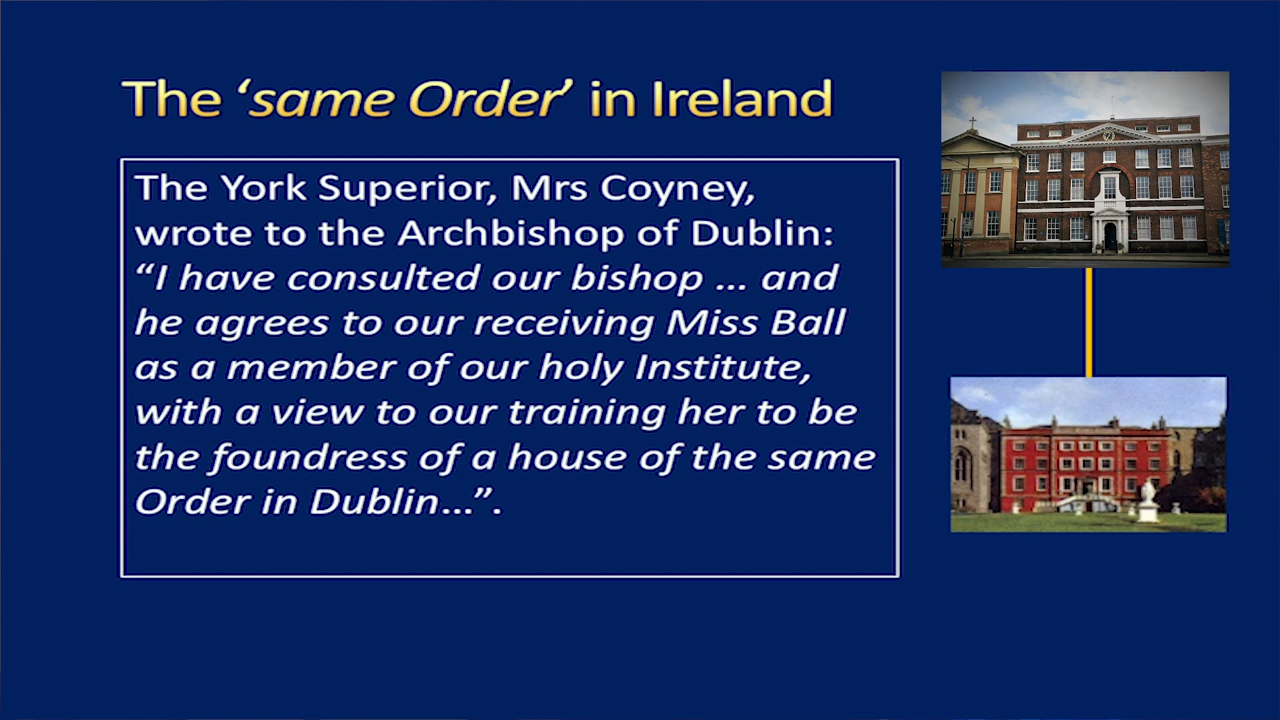 The ‘same Order’ in Ireland
The York Superior, Mrs Coyney,
wrote to the Archbishop of Dublin:
“I have consulted our bishop ... and
he agrees to our receiving Miss Ball
as a member of our holy Institute,
with a view to our training her to be
the foundress of a house of the same
Order in Dublin...”.